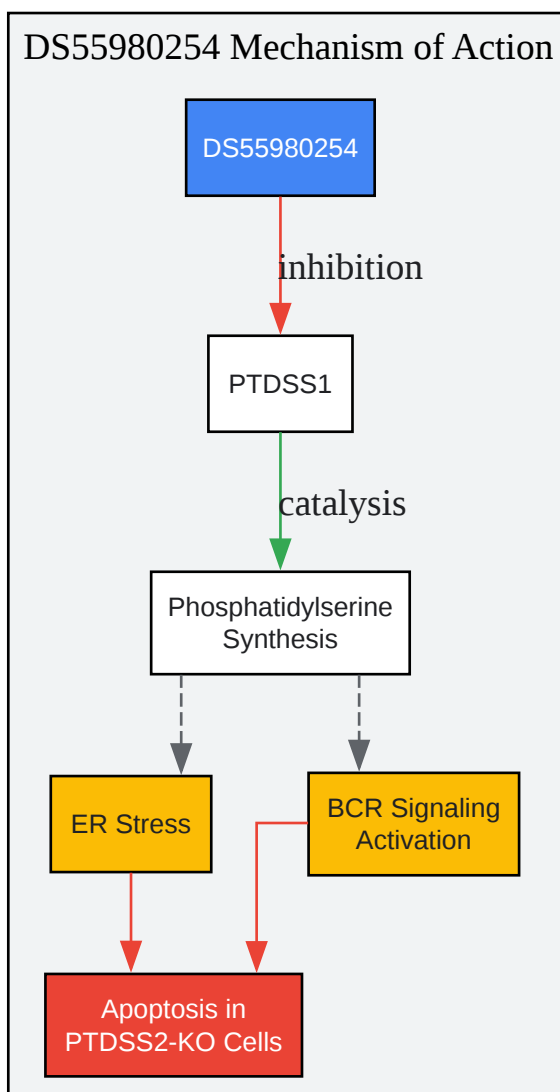 DS55980254 Mechanism of Action
DS55980254
inhibition
PTDSS1
catalysis
Phosphatidylserine
Synthesis
ER Stress
BCR Signaling
Activation
Apoptosis in
PTDSS2-KO Cells